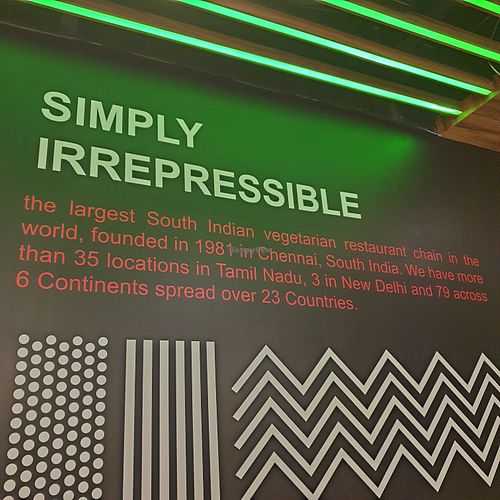 SIMPLY
IRREPRESSIBLE
the largest South Indian vegetarian restaurant chain in the
world, founded in 1981 in Chennai, South India. We have more
than 35 locations in Tamil Nadu, 3 in New Delhi and 79 across
6 Continents spread over 23 Countries.